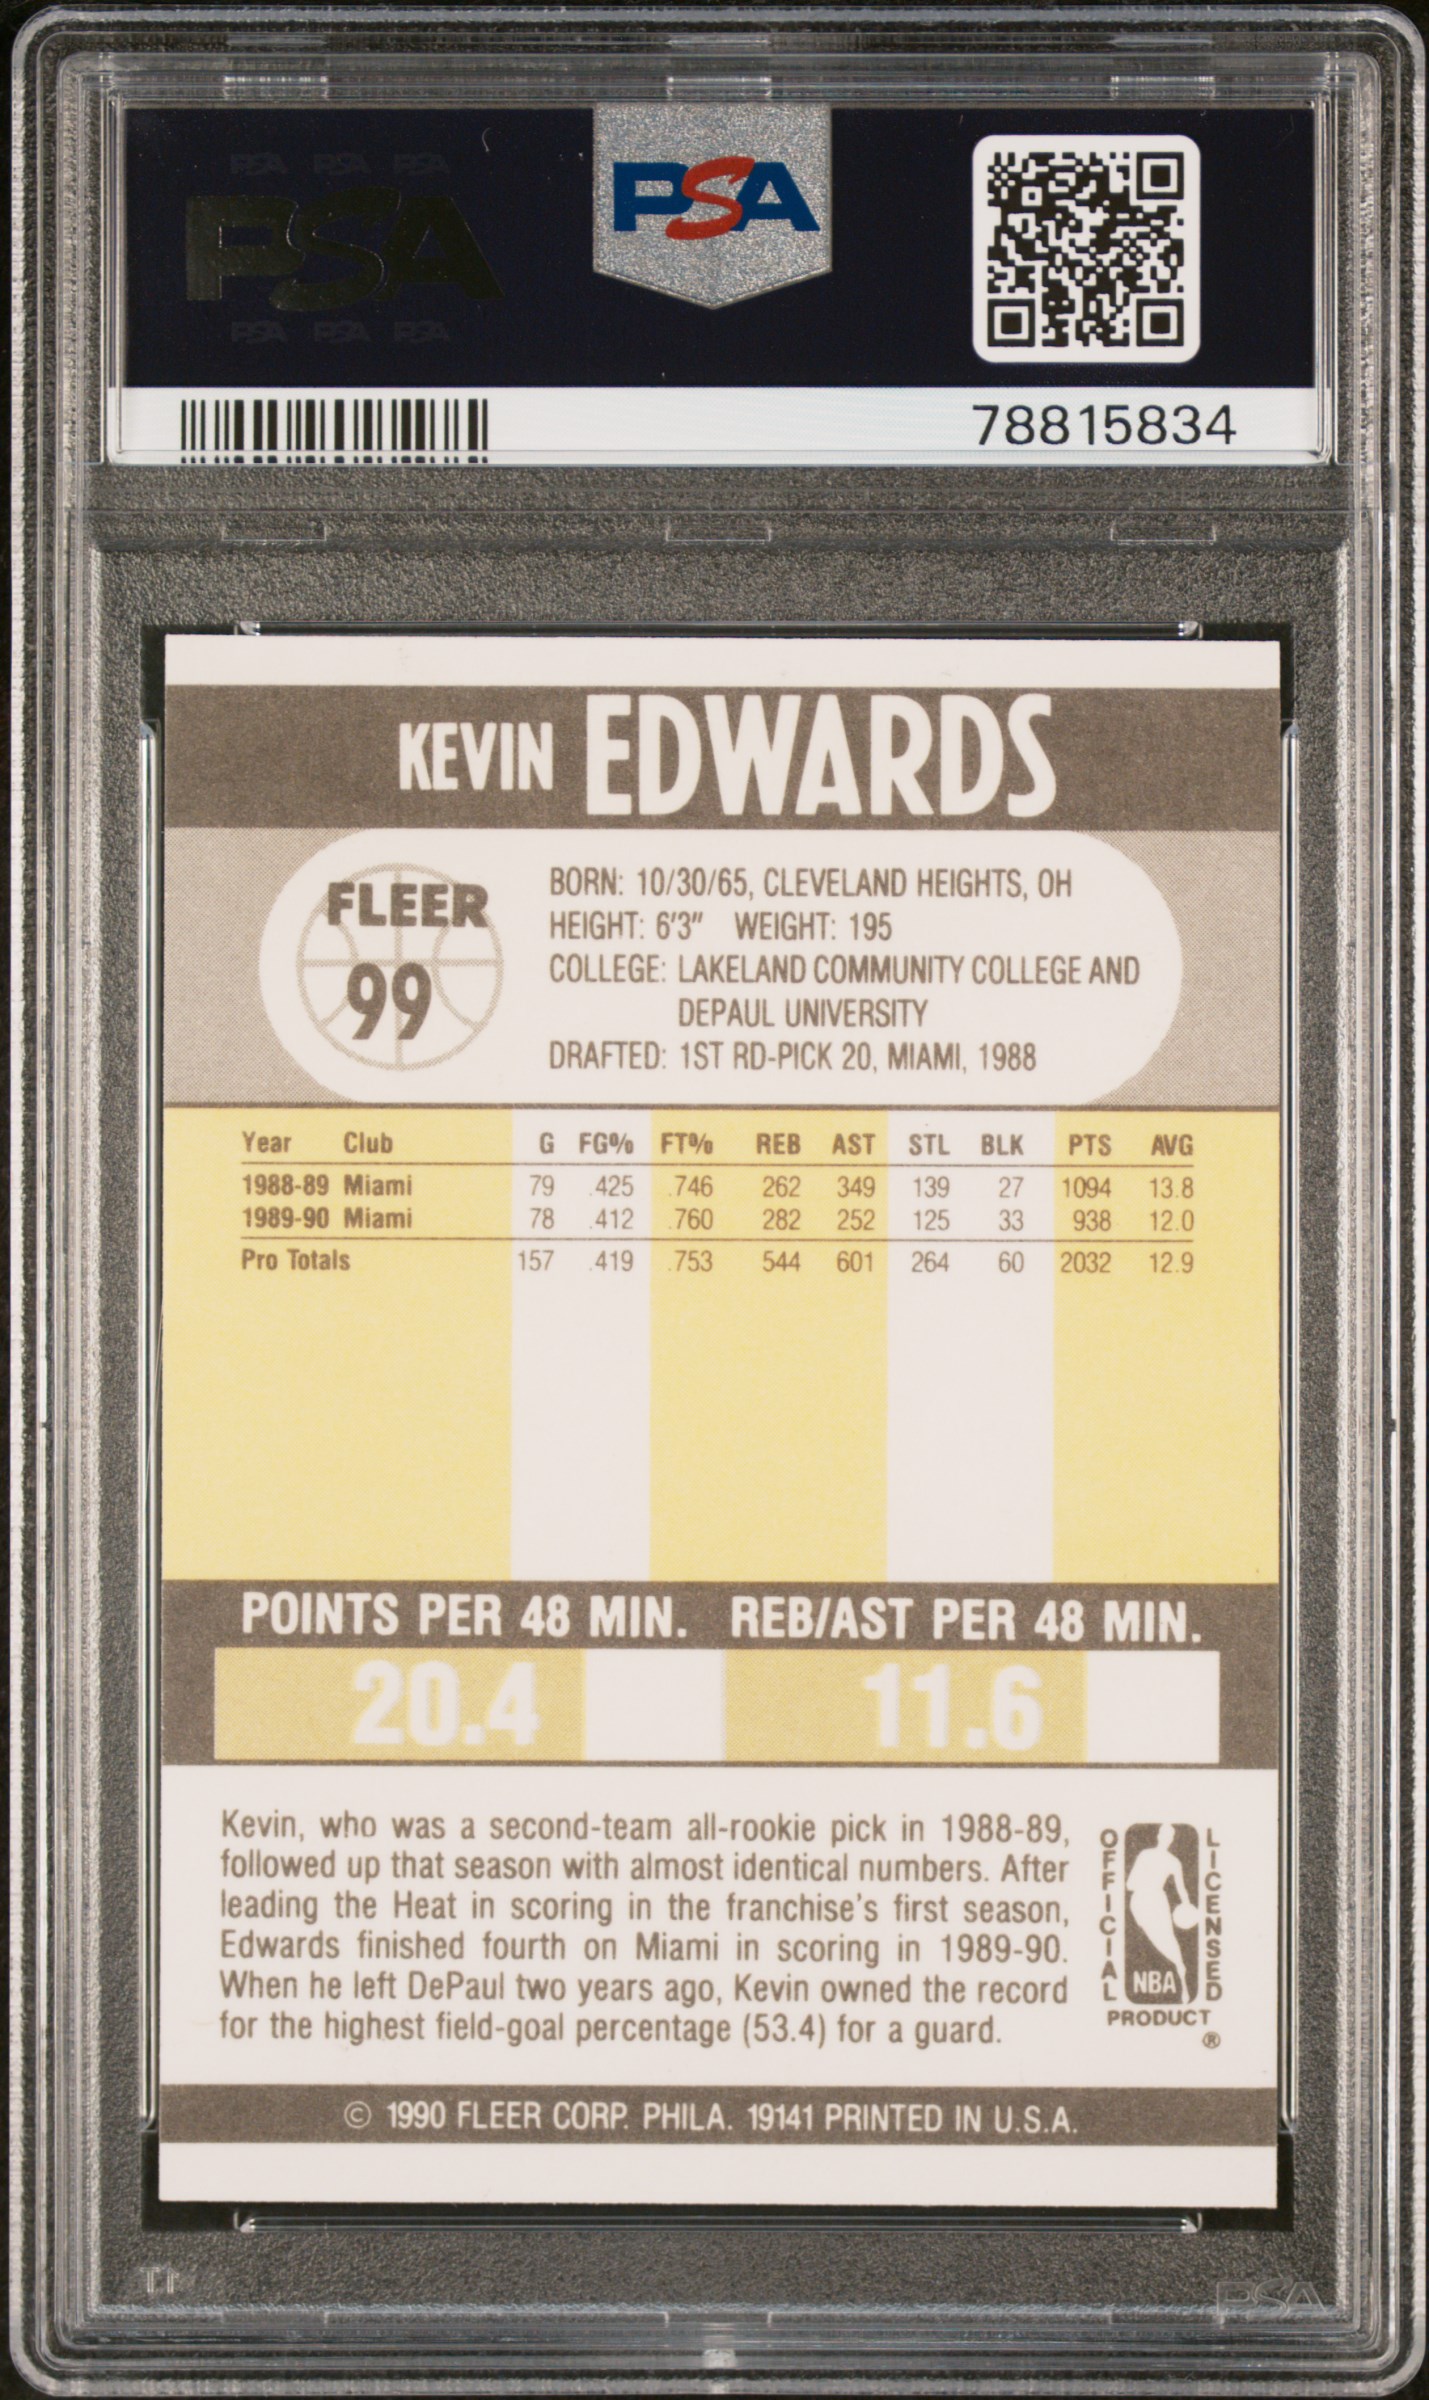 PSA PSA PSA
PSA
PSA PSA PSA
PSA
78815834
KEVIN EDWARDS
FLEER
99
BORN: 10/30/65, CLEVELAND HEIGHTS, OH
HEIGHT: 6'3" WEIGHT: 195
COLLEGE: LAKELAND COMMUNITY COLLEGE AND
DEPAUL UNIVERSITY
DRAFTED: 1ST RD-PICK 20, MIAMI, 1988
Year Club G FG% FT% REB AST STL BLK PTS AVG
1988-89 Miami 79 .425 .746 262 349 139 27 1094 13.8
1989-90 Miami 78 .412 .760 282 252 125 33 938 12.0
Pro Totals 157 .419 .753 544 601 264 60 2032 12.9
POINTS PER 48 MIN. REB/AST PER 48 MIN.
20.4 11.6
Kevin, who was a second-team all-rookie pick in 1988-89,
followed up that season with almost identical numbers. After
leading the Heat in scoring in the franchise's first season,
Edwards finished fourth on Miami in scoring in 1989-90.
When he left DePaul two years ago, Kevin owned the record
for the highest field-goal percentage (53.4) for a guard.
OFFICIAL
NBA
LICENSED
PRODUCT
®
© 1990 FLEER CORP. PHILA. 19141 PRINTED IN U.S.A.
PSA